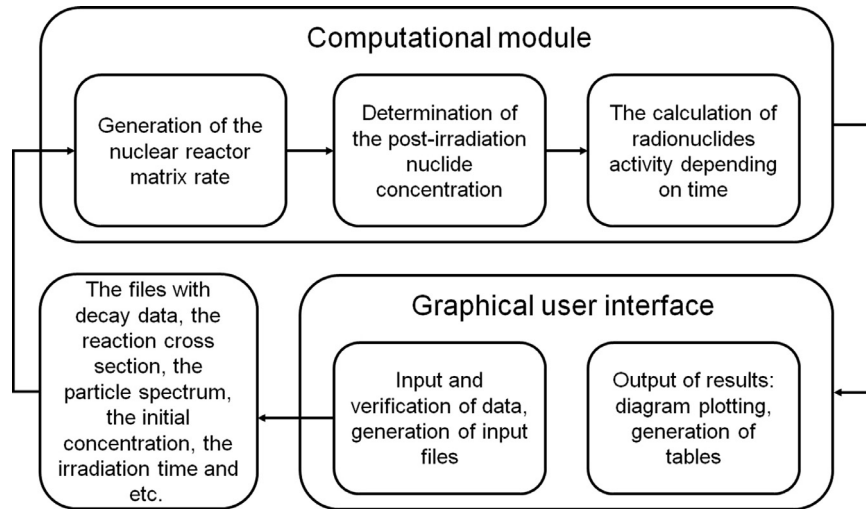 Computational module
Generation of the
nuclear reactor
matrix rate
Determination of
the post-irradiation
nuclide
concentration
The calculation of
radionuclides
activity depending
on time
The files with
decay data, the
reaction cross
section, the
particle spectrum,
the initial
concentration, the
irradiation time and
etc.
Graphical user interface
Input and
verification of data,
generation of input
files
Output of results:
diagram plotting,
generation of
tables